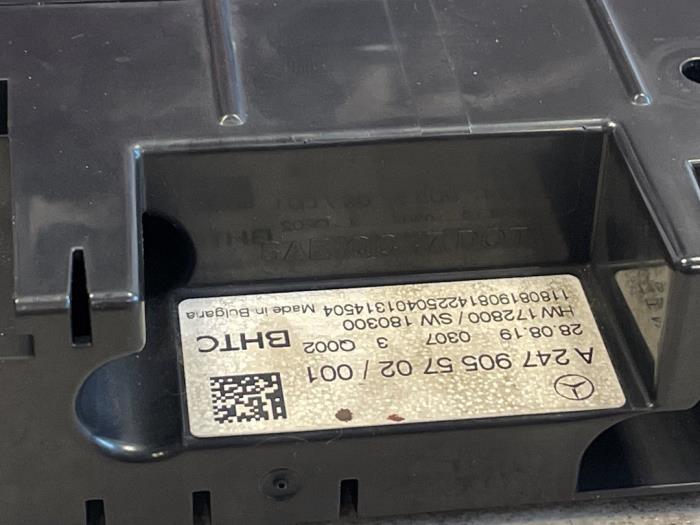 A 247 905 57 02 / 001
28.08.19 0307 3 Q002 BHTC
HW 172800 / SW 180300
118081908142250401314504 Made in Bulgaria